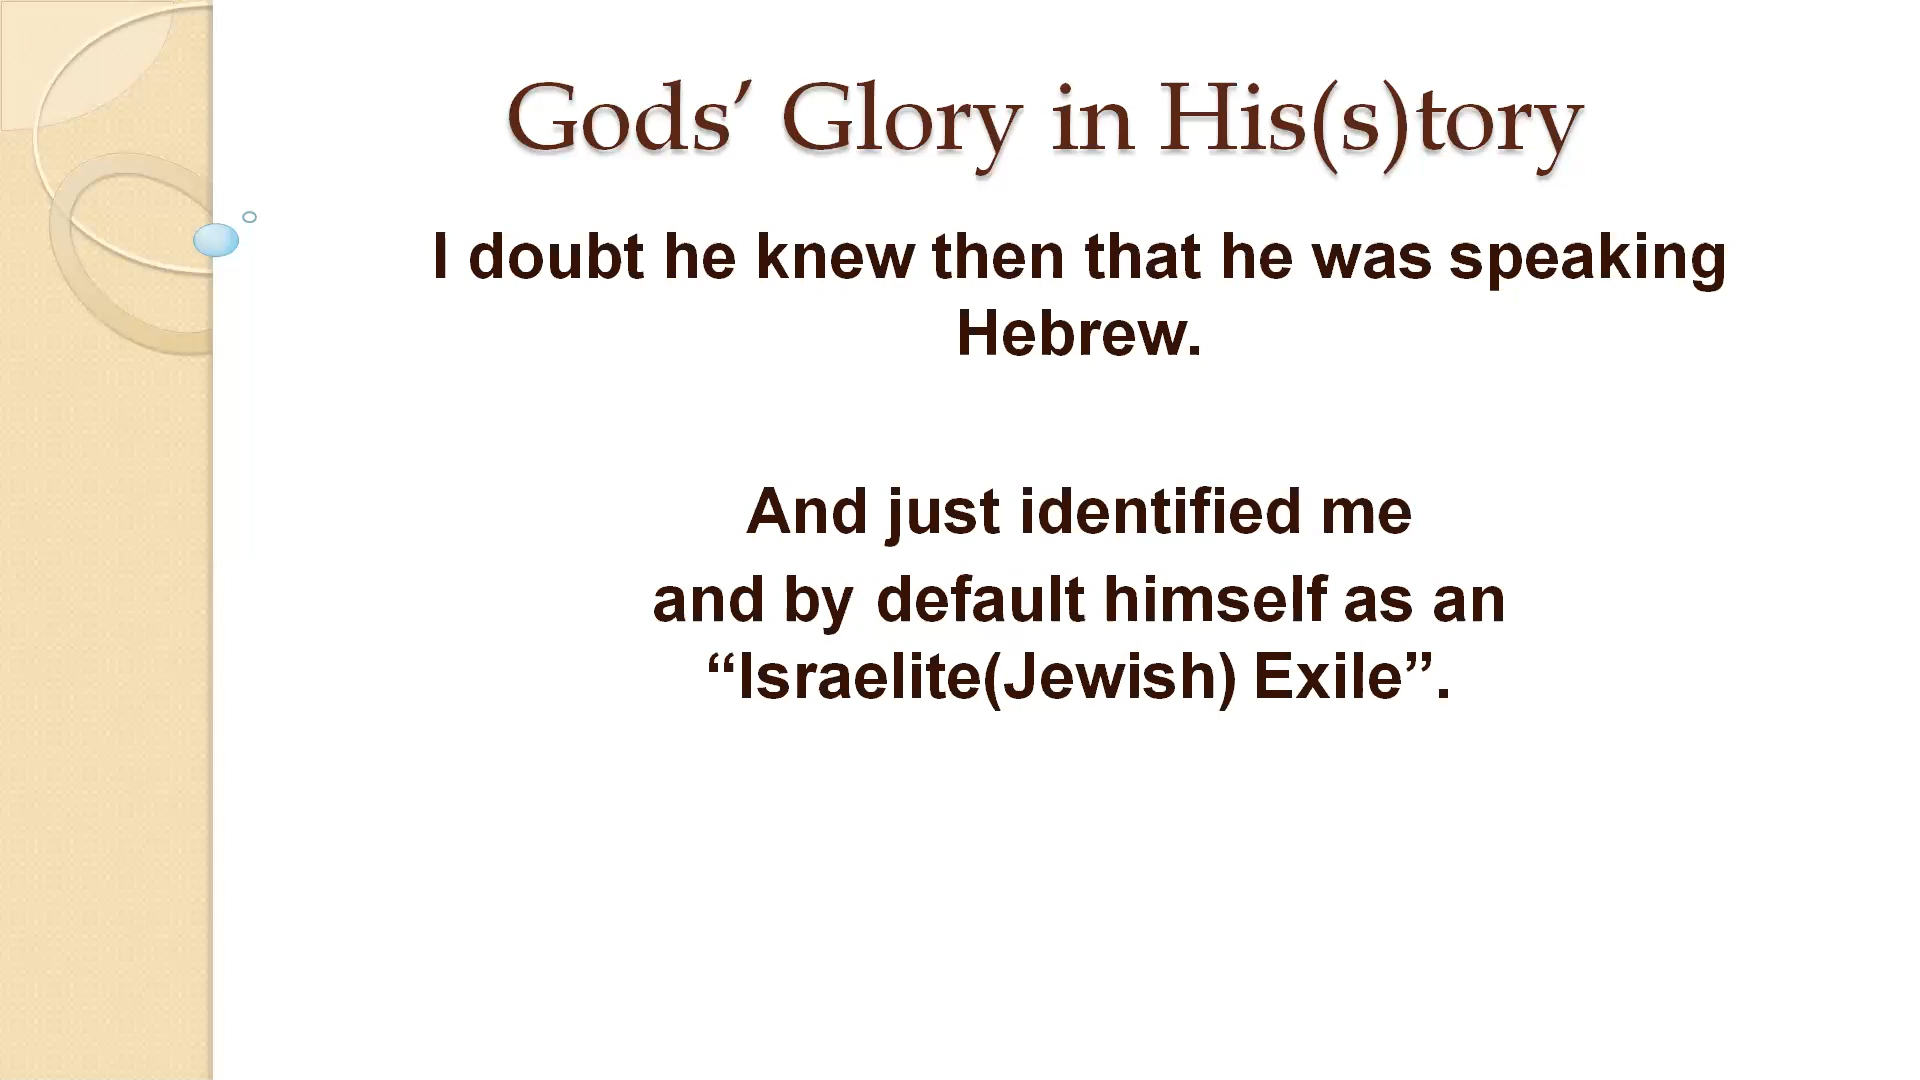 Gods’ Glory in His(s)tory
I doubt he knew then that he was speaking
Hebrew.
And just identified me
and by default himself as an
“Israelite(Jewish) Exile”.